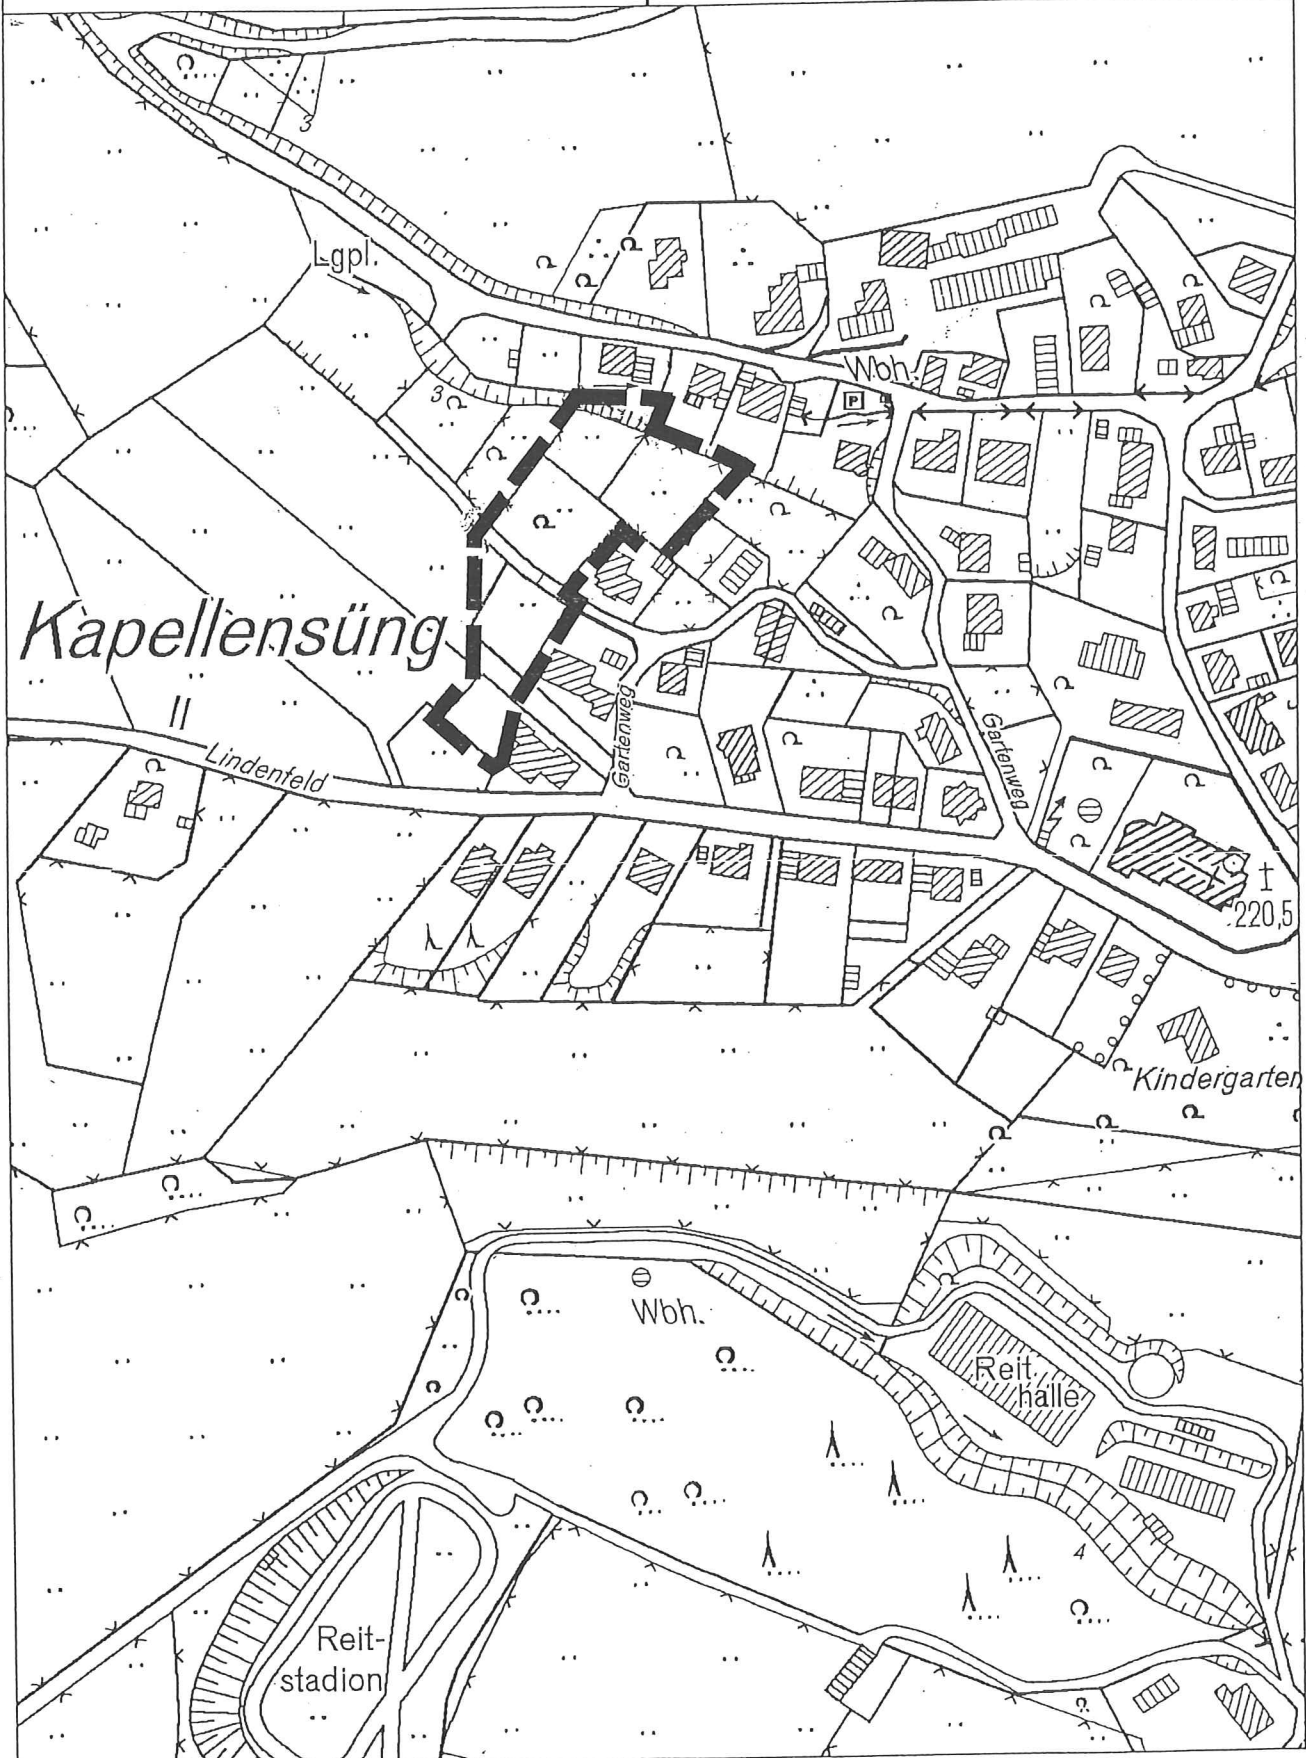 3
Lgpl.
Wbh.
P
3
Kapellensüng
II
Lindenfeld
Gartenweg
Gartenweg
220,5
Kindergarten
Wbh.
Reit.
halle
4
Reit-
stadion